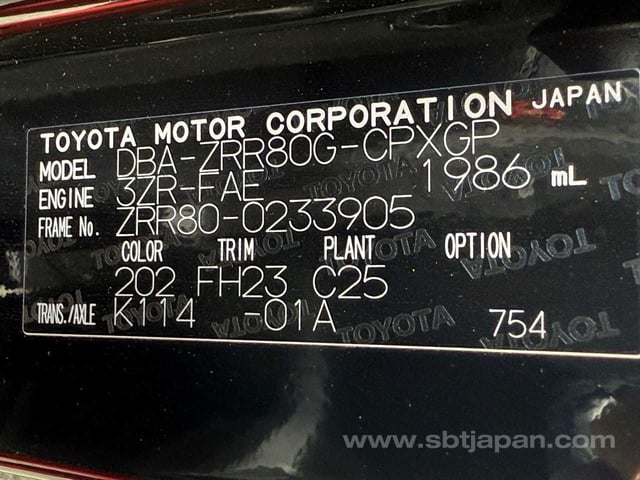 TOYOTA MOTOR CORPORATION JAPAN
MODEL DBA-ZRR80G-CPXGP
ENGINE 3ZR-FAE 1986 mL
FRAME No. ZRR80-0233905
COLOR TRIM PLANT OPTION
202 FH23 C25
TRANS./AXLE K114 -01A 754
www.sbtjapan.com